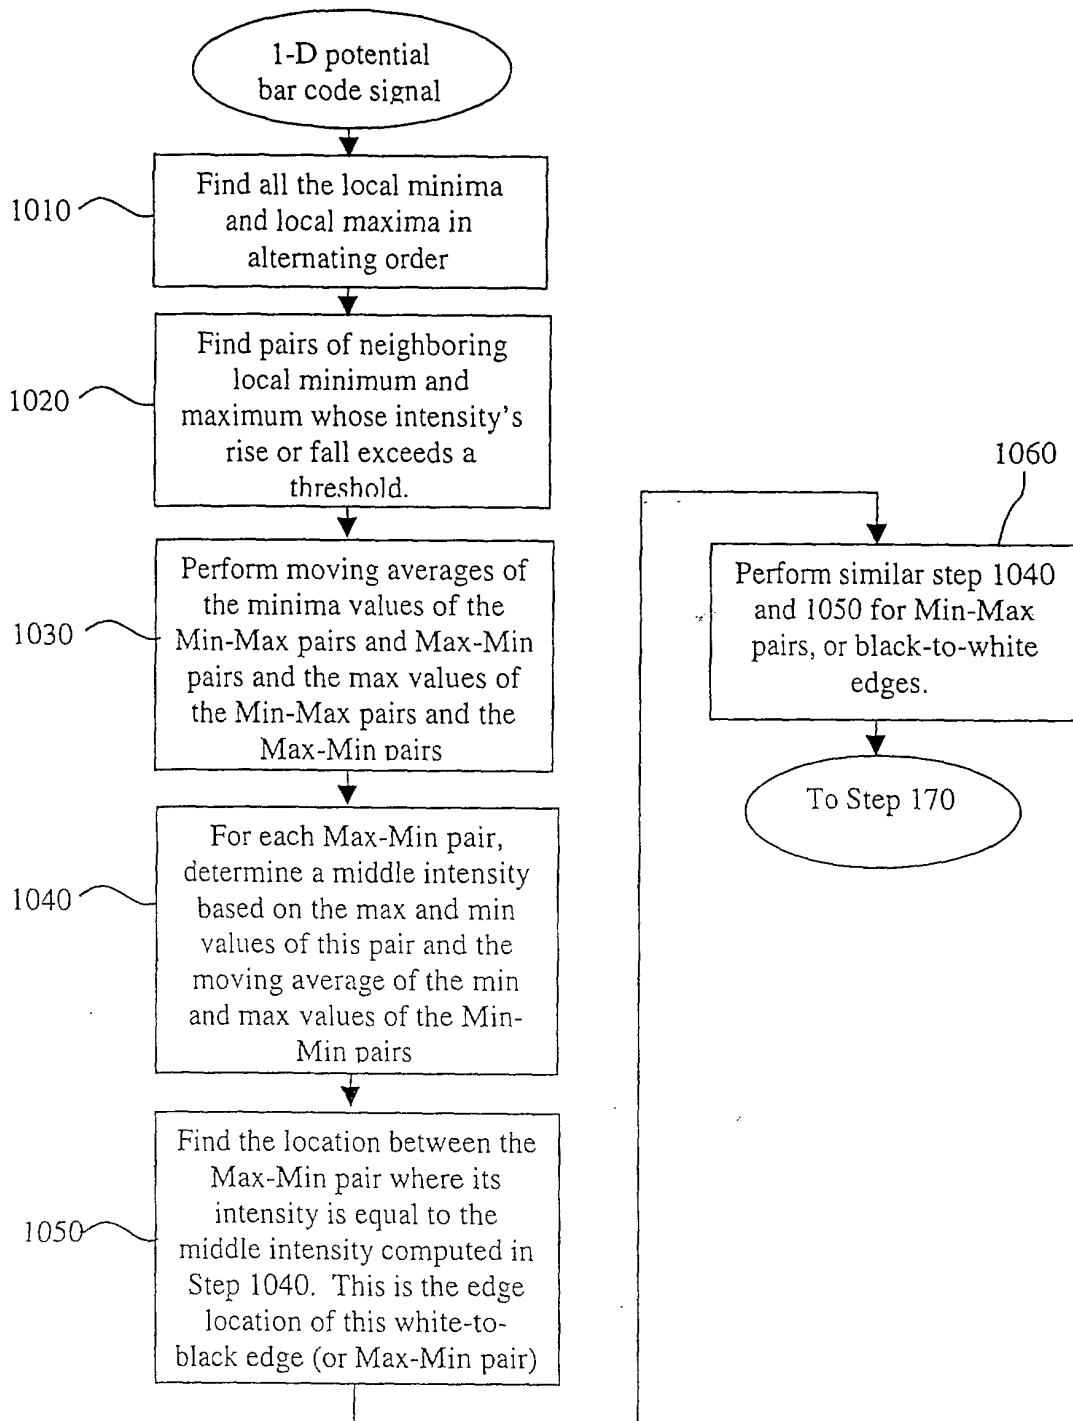 1-D potential
bar code signal
1010
Find all the local minima
and local maxima in
alternating order
1020
Find pairs of neighboring
local minimum and
maximum whose intensity's
rise or fall exceeds a
threshold.
1030
Perform moving averages of
the minima values of the
Min-Max pairs and Max-Min
pairs and the max values of
the Min-Max pairs and the
Max-Min pairs
1040
For each Max-Min pair,
determine a middle intensity
based on the max and min
values of this pair and the
moving average of the min
and max values of the Min-
Min pairs
1050
Find the location between the
Max-Min pair where its
intensity is equal to the
middle intensity computed in
Step 1040. This is the edge
location of this white-to-
black edge (or Max-Min pair)
1060
Perform similar step 1040
and 1050 for Min-Max
pairs, or black-to-white
edges.
To Step 170